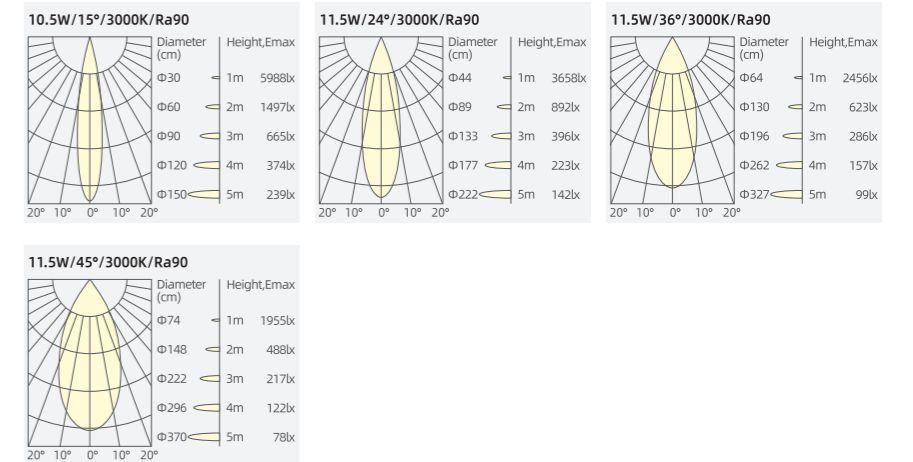 10.5W/15°/3000K/Ra90
Diameter Height,Emax
(cm)
Φ30 1m 5988lx
Φ60 2m 1497lx
Φ90 3m 665lx
Φ120 4m 374lx
Φ150 5m 239lx
20° 10° 0° 10° 20°
11.5W/24°/3000K/Ra90
Diameter Height,Emax
(cm)
Φ44 1m 3658lx
Φ89 2m 892lx
Φ133 3m 396lx
Φ177 4m 223lx
Φ222 5m 142lx
20° 10° 0° 10° 20°
11.5W/36°/3000K/Ra90
Diameter Height,Emax
(cm)
Φ64 1m 2456lx
Φ130 2m 623lx
Φ196 3m 286lx
Φ262 4m 157lx
Φ327 5m 99lx
20° 10° 0° 10° 20°
11.5W/45°/3000K/Ra90
Diameter Height,Emax
(cm)
Φ74 1m 1955lx
Φ148 2m 488lx
Φ222 3m 217lx
Φ296 4m 122lx
Φ370 5m 78lx
20° 10° 0° 10° 20°